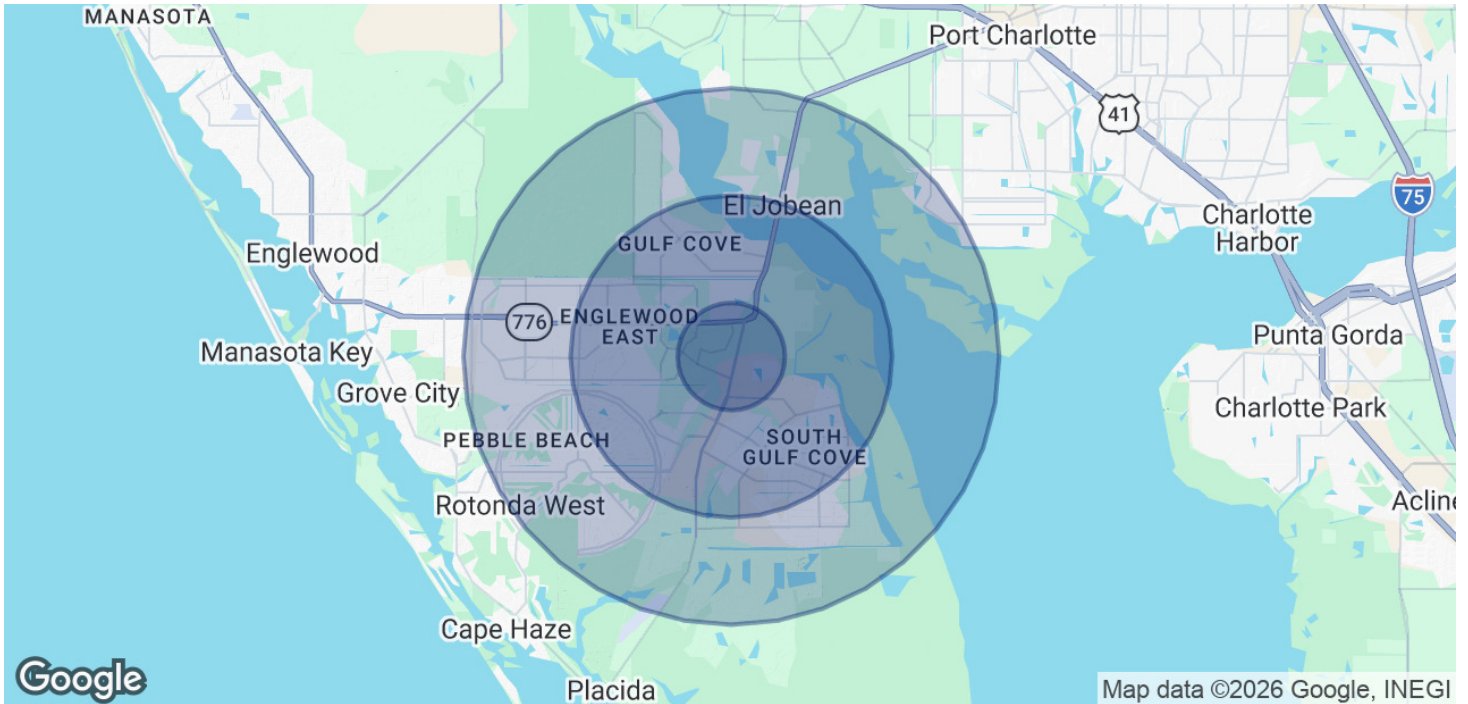 MANASOTA
Port Charlotte
41
75
El Jobean
Charlotte
Harbor
GULF COVE
Englewood
776
ENGLEWOOD
EAST
Punta Gorda
Manasota Key
Grove City
Charlotte Park
PEBBLE BEACH
SOUTH
GULF COVE
Rotonda West
Acline
Cape Haze
Placida
Google
Map data ©2026 Google, INEGI